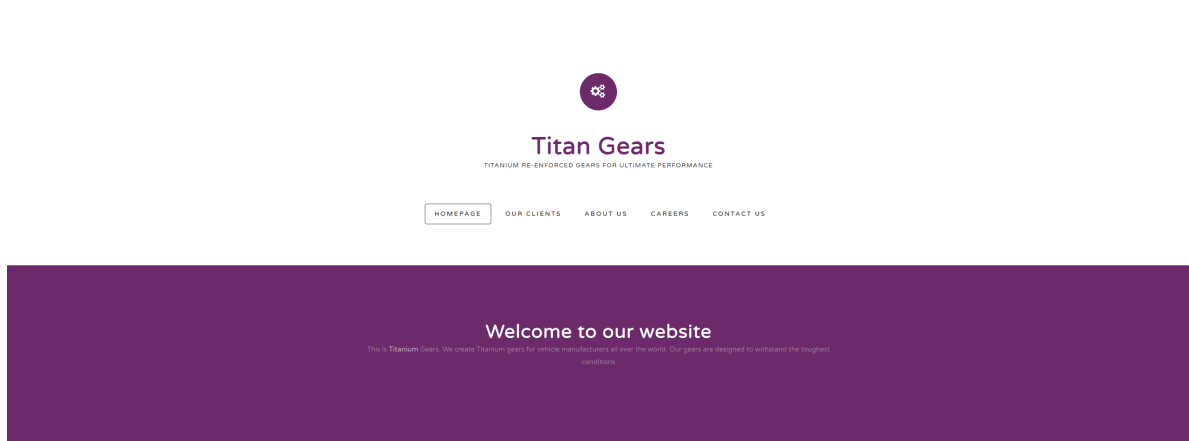 Titan Gears
TITANIUM RE-ENFORCED GEARS FOR ULTIMATE PERFORMANCE
HOMEPAGE OUR CLIENTS ABOUT US CAREERS CONTACT US
Welcome to our website
This is Titanium Gears. We create Titanium gears for vehicle manufacturers all over the world. Our gears are designed to withstand the toughest
conditions